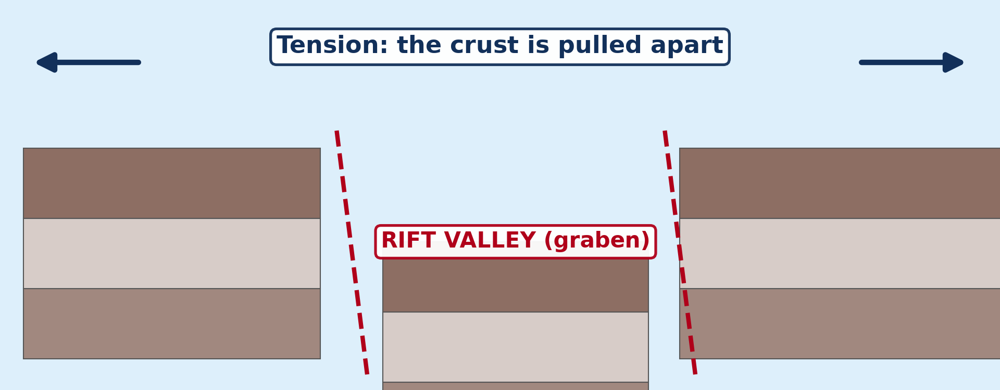 Tension: the crust is pulled apart
RIFT VALLEY (graben)